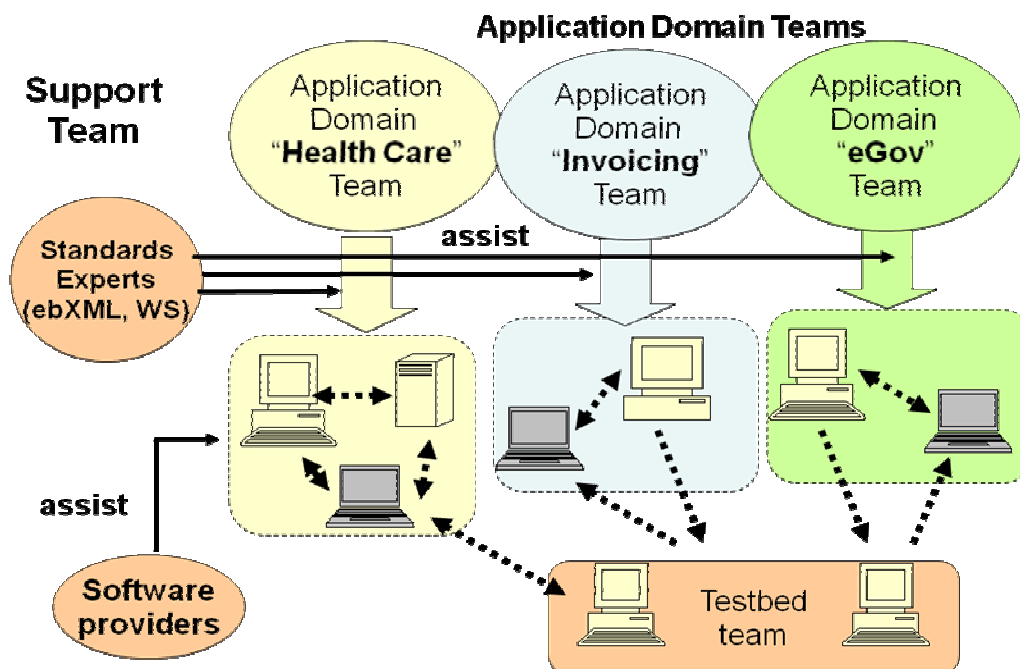 Application Domain Teams
Support
Team
Application
Domain
“Health Care”
Team
Application
Domain
“Invoicing”
Team
Application
Domain
“eGov”
Team
Standards
Experts
(ebXML, WS)
assist
assist
Software
providers
Testbed
team